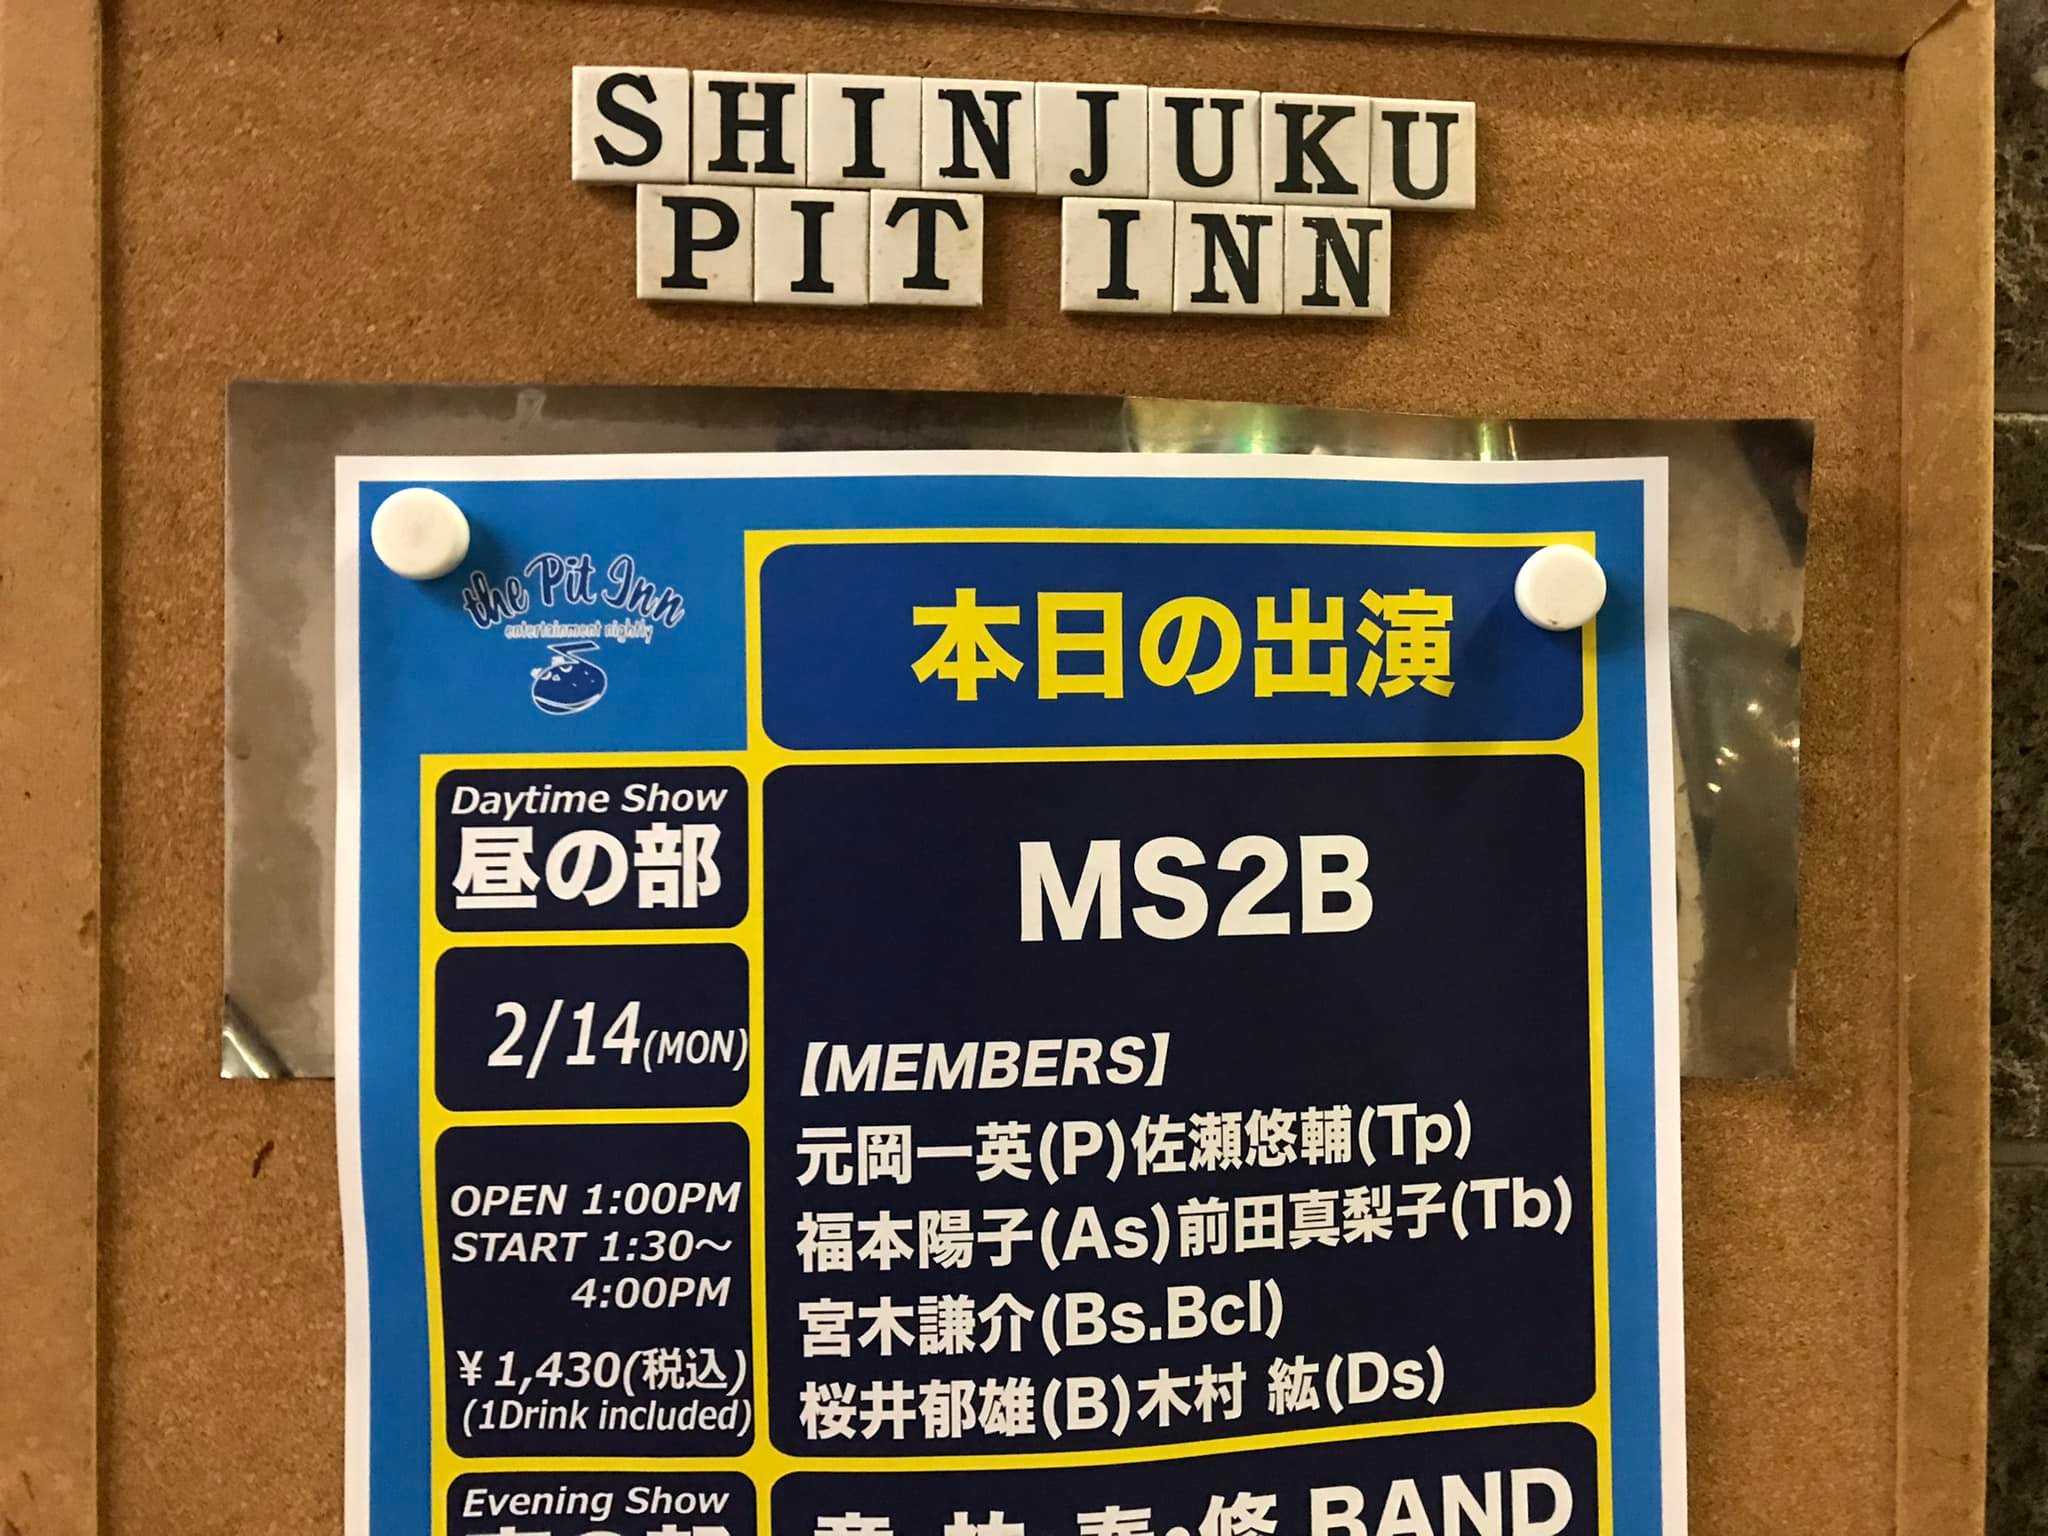 SHINJUKU
PIT INN
the Pit Inn
entertainment nightly
本日の出演
Daytime Show
昼の部
2/14(MON)
OPEN 1:00PM
START 1:30～
4:00PM
¥1,430(税込)
(1Drink included)
MS2B
【MEMBERS】
元岡一英(P)佐瀬悠輔(Tp)
福本陽子(As)前田真梨子(Tb)
宮木謙介(Bs.Bcl)
桜井郁雄(B)木村 紘(Ds)
Evening Show
BAND